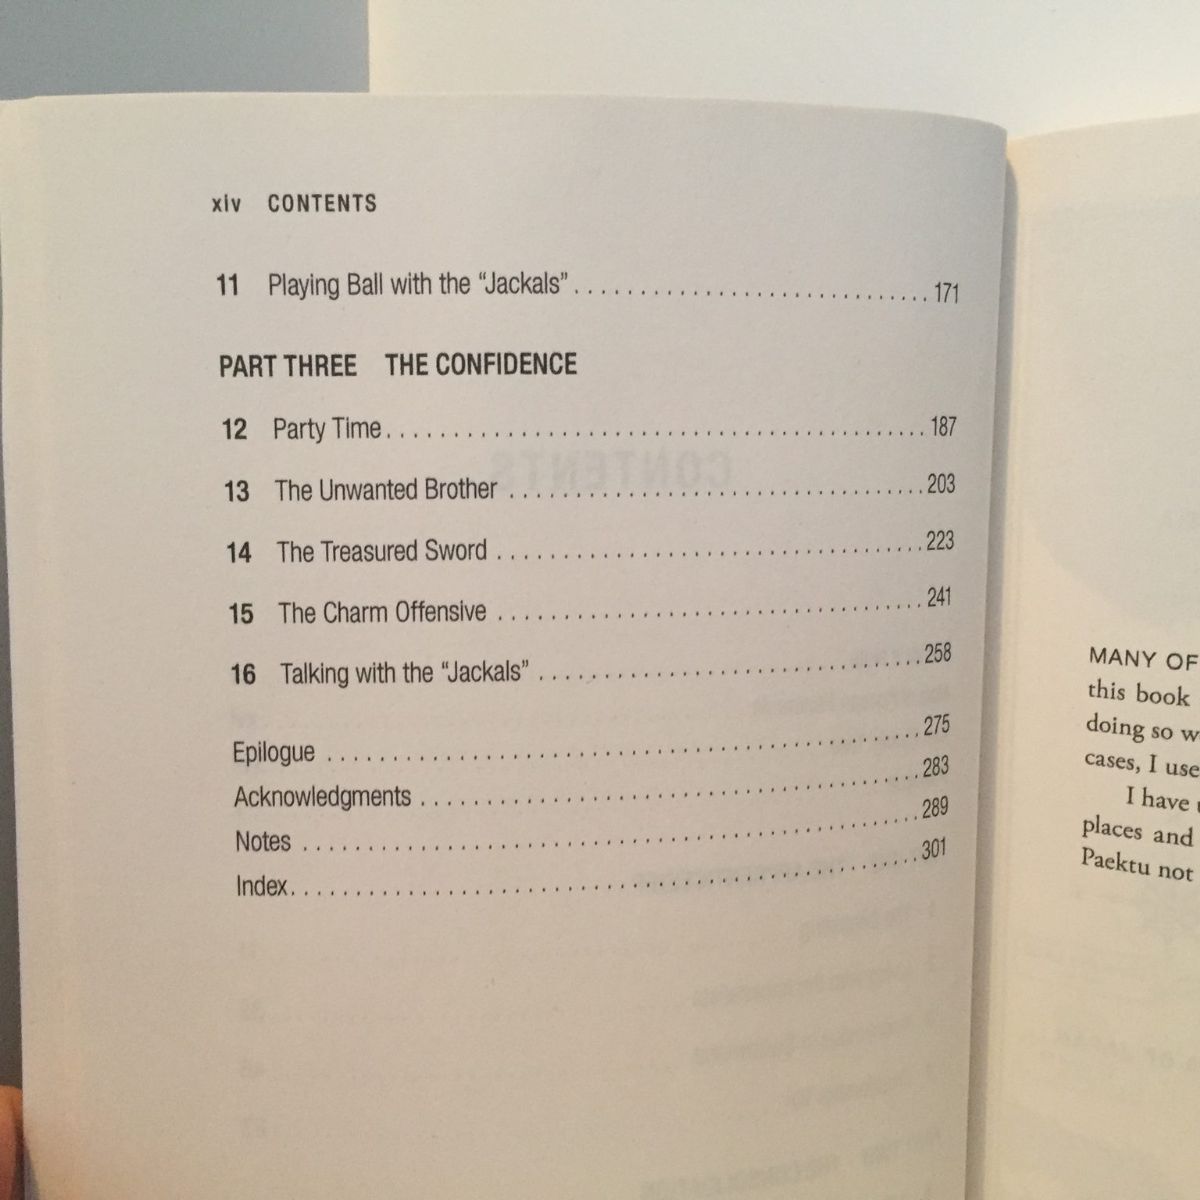 xiv CONTENTS
11 Playing Ball with the “Jackals” . . . . . . . . . . . . . . . . . . . . . . . . . . . 171
PART THREE THE CONFIDENCE
12 Party Time . . . . . . . . . . . . . . . . . . . . . . . . . . . . . . . . . . . . . . . . . 187
13 The Unwanted Brother . . . . . . . . . . . . . . . . . . . . . . . . . . . . . . . . 203
14 The Treasured Sword . . . . . . . . . . . . . . . . . . . . . . . . . . . . . . . . . 223
15 The Charm Offensive . . . . . . . . . . . . . . . . . . . . . . . . . . . . . . . . . 241
16 Talking with the “Jackals” . . . . . . . . . . . . . . . . . . . . . . . . . . . . . 258
Epilogue . . . . . . . . . . . . . . . . . . . . . . . . . . . . . . . . . . . . . . . . . . . . . 275
Acknowledgments . . . . . . . . . . . . . . . . . . . . . . . . . . . . . . . . . . . . . . 283
Notes . . . . . . . . . . . . . . . . . . . . . . . . . . . . . . . . . . . . . . . . . . . . . . . 289
Index . . . . . . . . . . . . . . . . . . . . . . . . . . . . . . . . . . . . . . . . . . . . . . . . 301
MANY OF
this book
doing so w
cases, I use
I have
places and
Paektu not